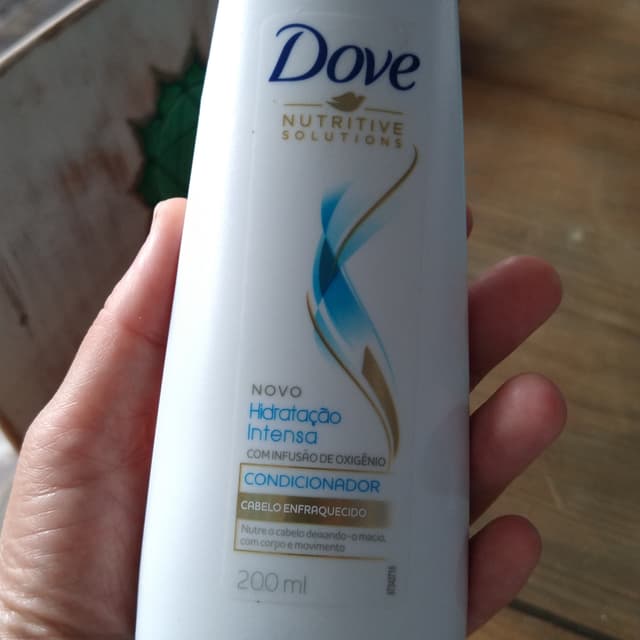 Dove
NUTRITIVE
SOLUTIONS
NOVO
Hidratação
Intensa
COM INFUSÃO DE OXIGÊNIO
CONDICIONADOR
CABELO ENFRAQUECIDO
Nutre o cabelo deixando-o macio,
com corpo e movimento
200 ml